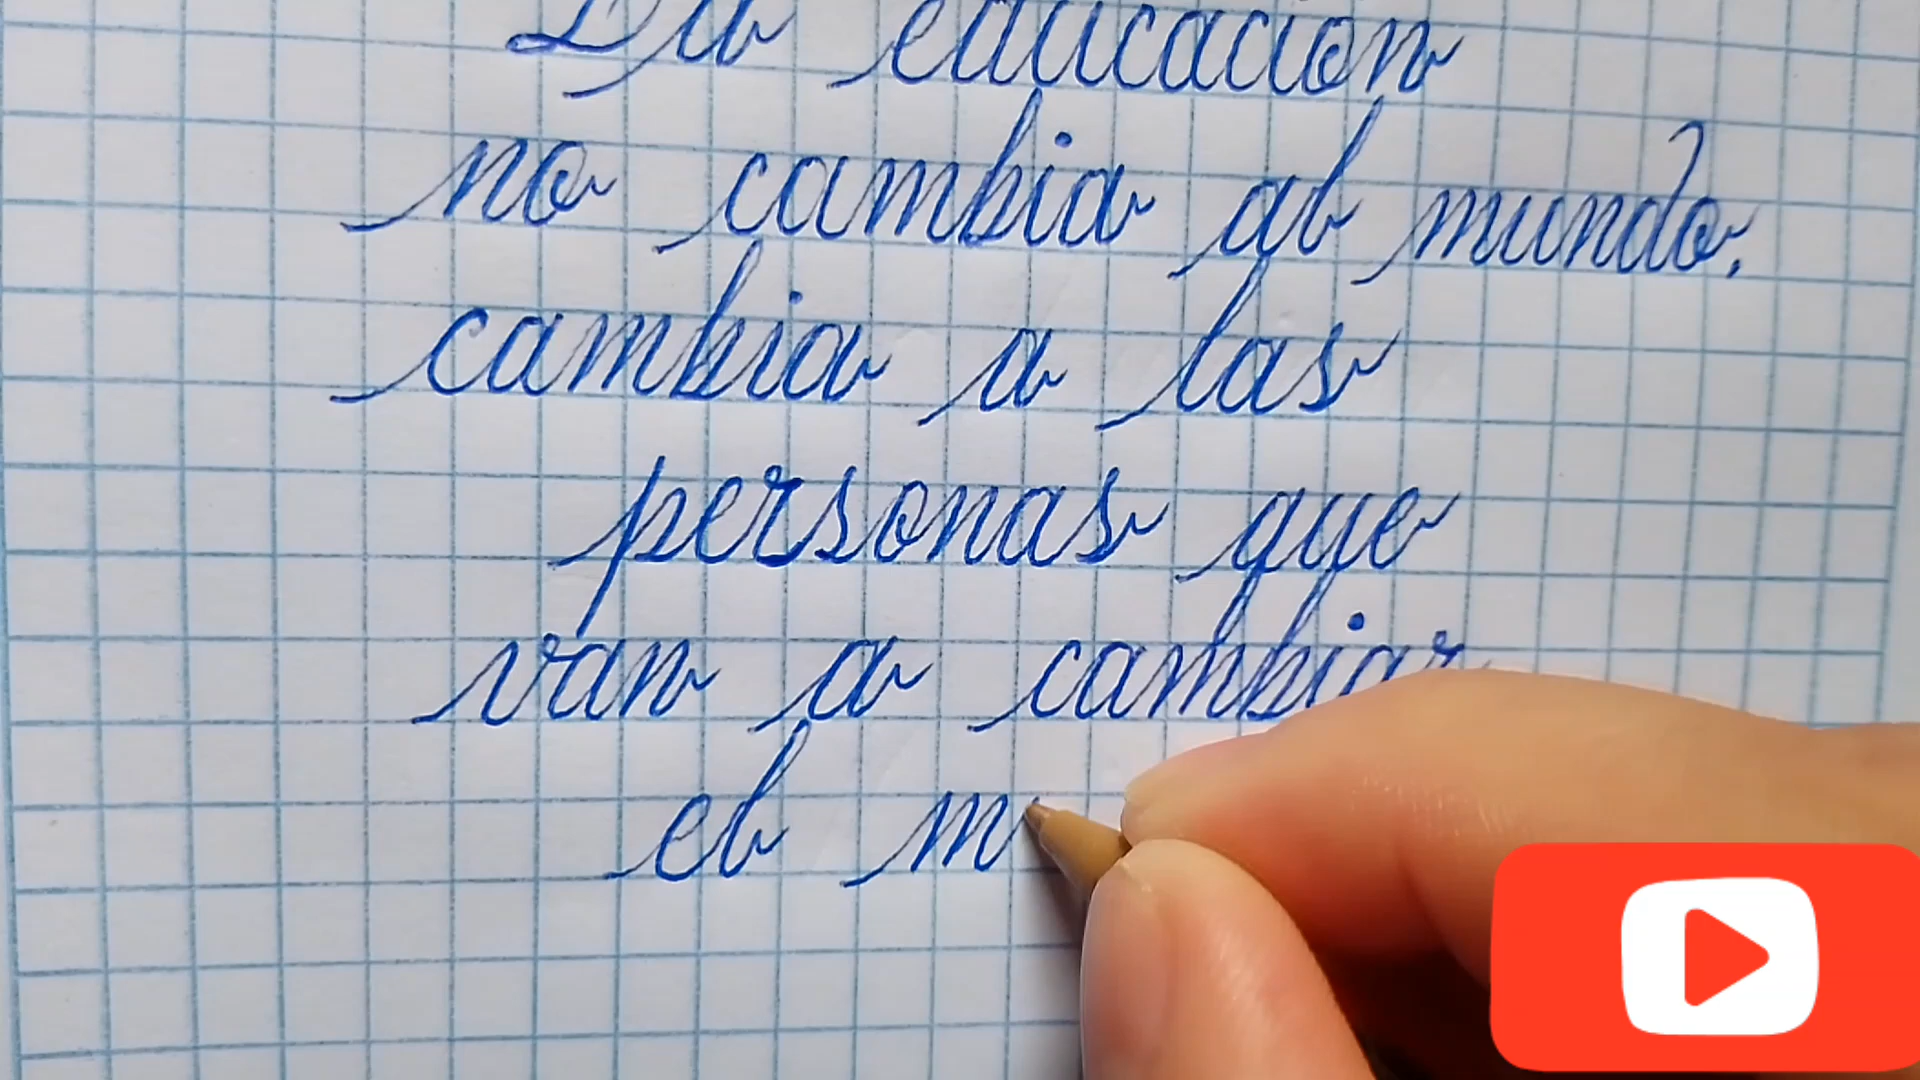 La educación
no cambia al mundo.
cambia a las
personas que
van a cambiar
el m